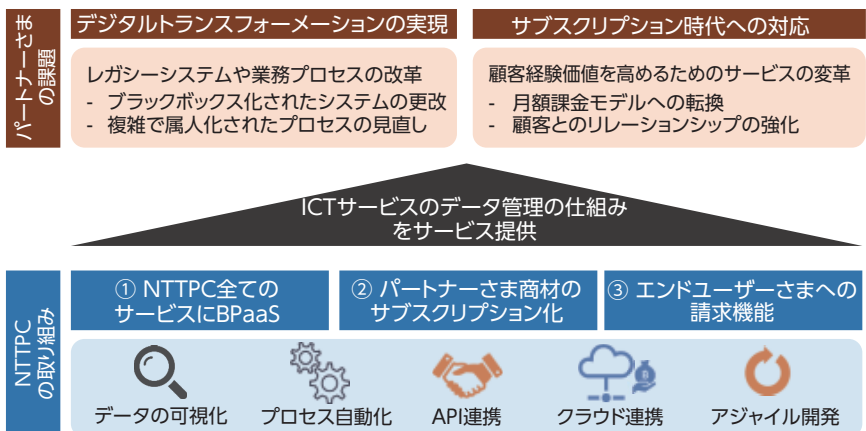 パートナーさま
の課題
デジタルトランスフォーメーションの実現
レガシーシステムや業務プロセスの改革
- ブラックボックス化されたシステムの更改
- 複雑で属人化されたプロセスの見直し
サブスクリプション時代への対応
顧客経験価値を高めるためのサービスの変革
- 月額課金モデルへの転換
- 顧客とのリレーションシップの強化
ICTサービスのデータ管理の仕組み
をサービス提供
NTTPC
の取り組み
① NTTPC全ての
サービスにBPaaS
② パートナーさま商材の
サブスクリプション化
③ エンドユーザーさまへの
請求機能
データの可視化
プロセス自動化
API連携
クラウド連携
アジャイル開発